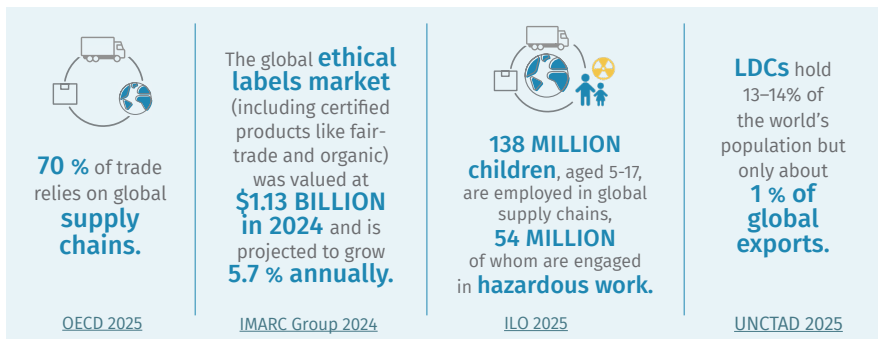 70 % of trade
relies on global
supply
chains.
OECD 2025
The global ethical
labels market
(including certified
products like fair-
trade and organic)
was valued at
$1.13 BILLION
in 2024 and is
projected to grow
5.7 % annually.
IMARC Group 2024
138 MILLION
children, aged 5-17,
are employed in global
supply chains,
54 MILLION
of whom are engaged
in hazardous work.
ILO 2025
LDCs hold
13–14% of
the world's
population but
only about
1 % of
global
exports.
UNCTAD 2025